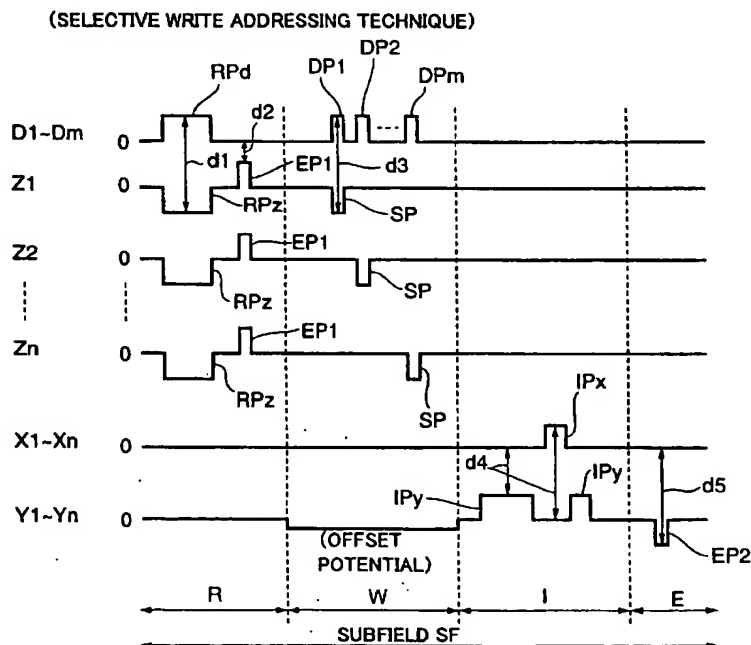 (SELECTIVE WRITE ADDRESSING TECHNIQUE)
RPd DP1 DP2 DPm
D1~Dm 0 d1 d2 d3
Z1 0 RPz EP1 SP
Z2 0 RPz EP1 SP
Zn 0 RPz EP1 SP
X1~Xn 0 IPx
d4 d5
Y1~Yn 0 IPy IPy EP2
(OFFSET
POTENTIAL)
R W I E
SUBFIELD SF